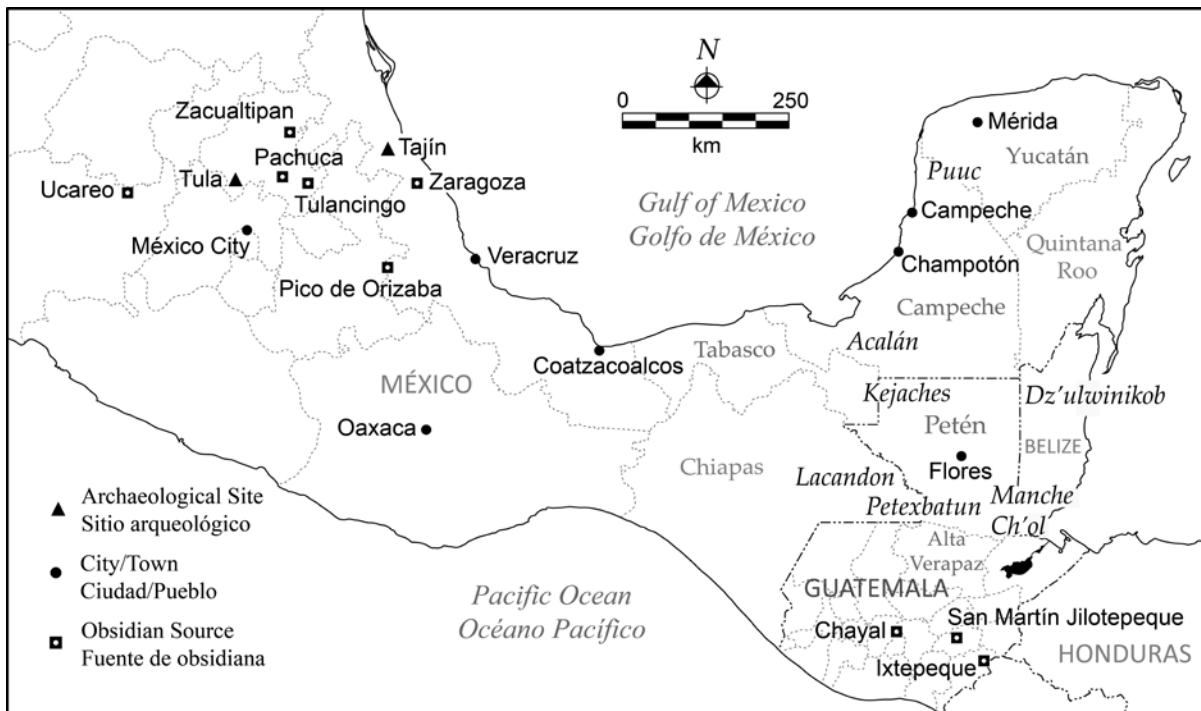 N
0 250
km
Zacualtipan
Tajín
Pachuca
Ucareo
Tula
Tulancingo
Zaragoza
México City
Veracruz
Pico de Orizaba
Gulf of Mexico
Golfo de México
Mérida
Yucatán
Puuc
Campeche
Quintana
Roo
Champotón
Campeche
Acalán
Tabasco
Coatzacoalcos
MÉXICO
Oaxaca
Kejaches
Dz'ulwinikob
Petén
BELIZE
Flores
Chiapas
Lacandon
Petexbatun
Manche
Ch'ol
Alta
Verapaz
GUATEMALA
San Martín Jilotepeque
Chayal
Ixtepeque
HONDURAS
Pacific Ocean
Océano Pacífico
Archaeological Site
Sitio arqueológico
City/Town
Ciudad/Pueblo
Obsidian Source
Fuente de obsidiana